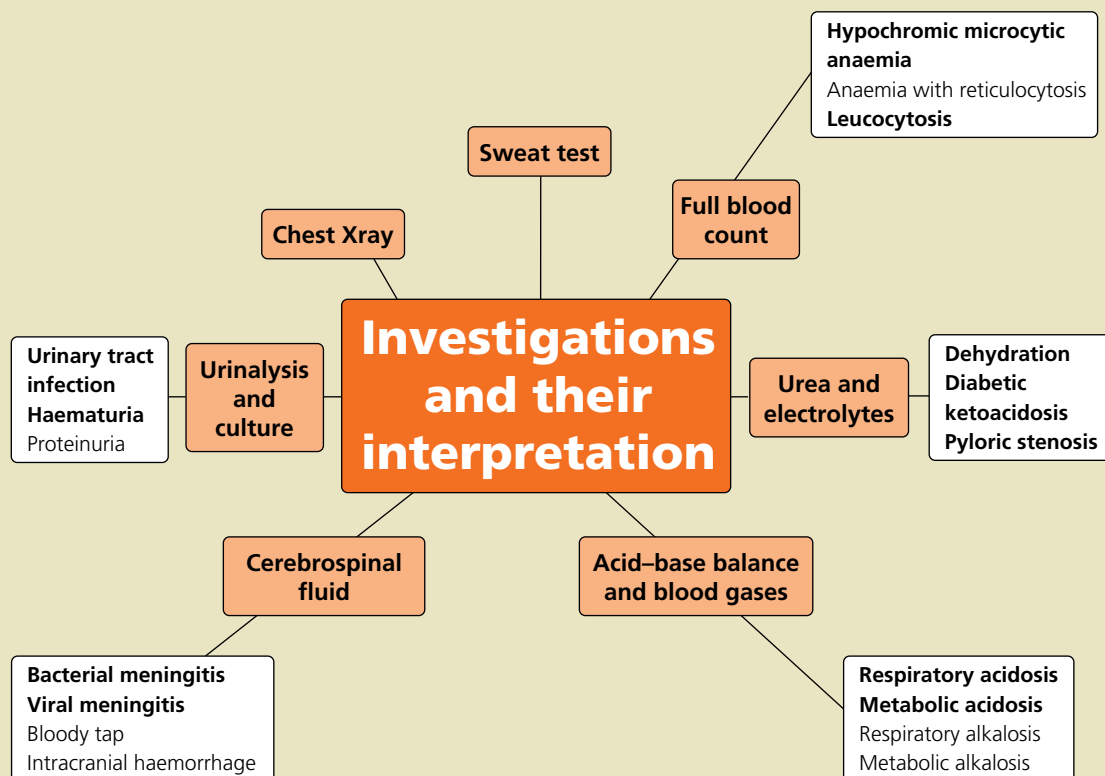 Hypochromic microcytic
anaemia
Anaemia with reticulocytosis
Leucocytosis
Sweat test
Full blood
count
Chest Xray
Investigations
and their
interpretation
Urinary tract
infection
Haematuria
Proteinuria
Urinalysis
and
culture
Urea and
electrolytes
Dehydration
Diabetic
ketoacidosis
Pyloric stenosis
Cerebrospinal
fluid
Acid–base balance
and blood gases
Bacterial meningitis
Viral meningitis
Bloody tap
Intracranial haemorrhage
Respiratory acidosis
Metabolic acidosis
Respiratory alkalosis
Metabolic alkalosis